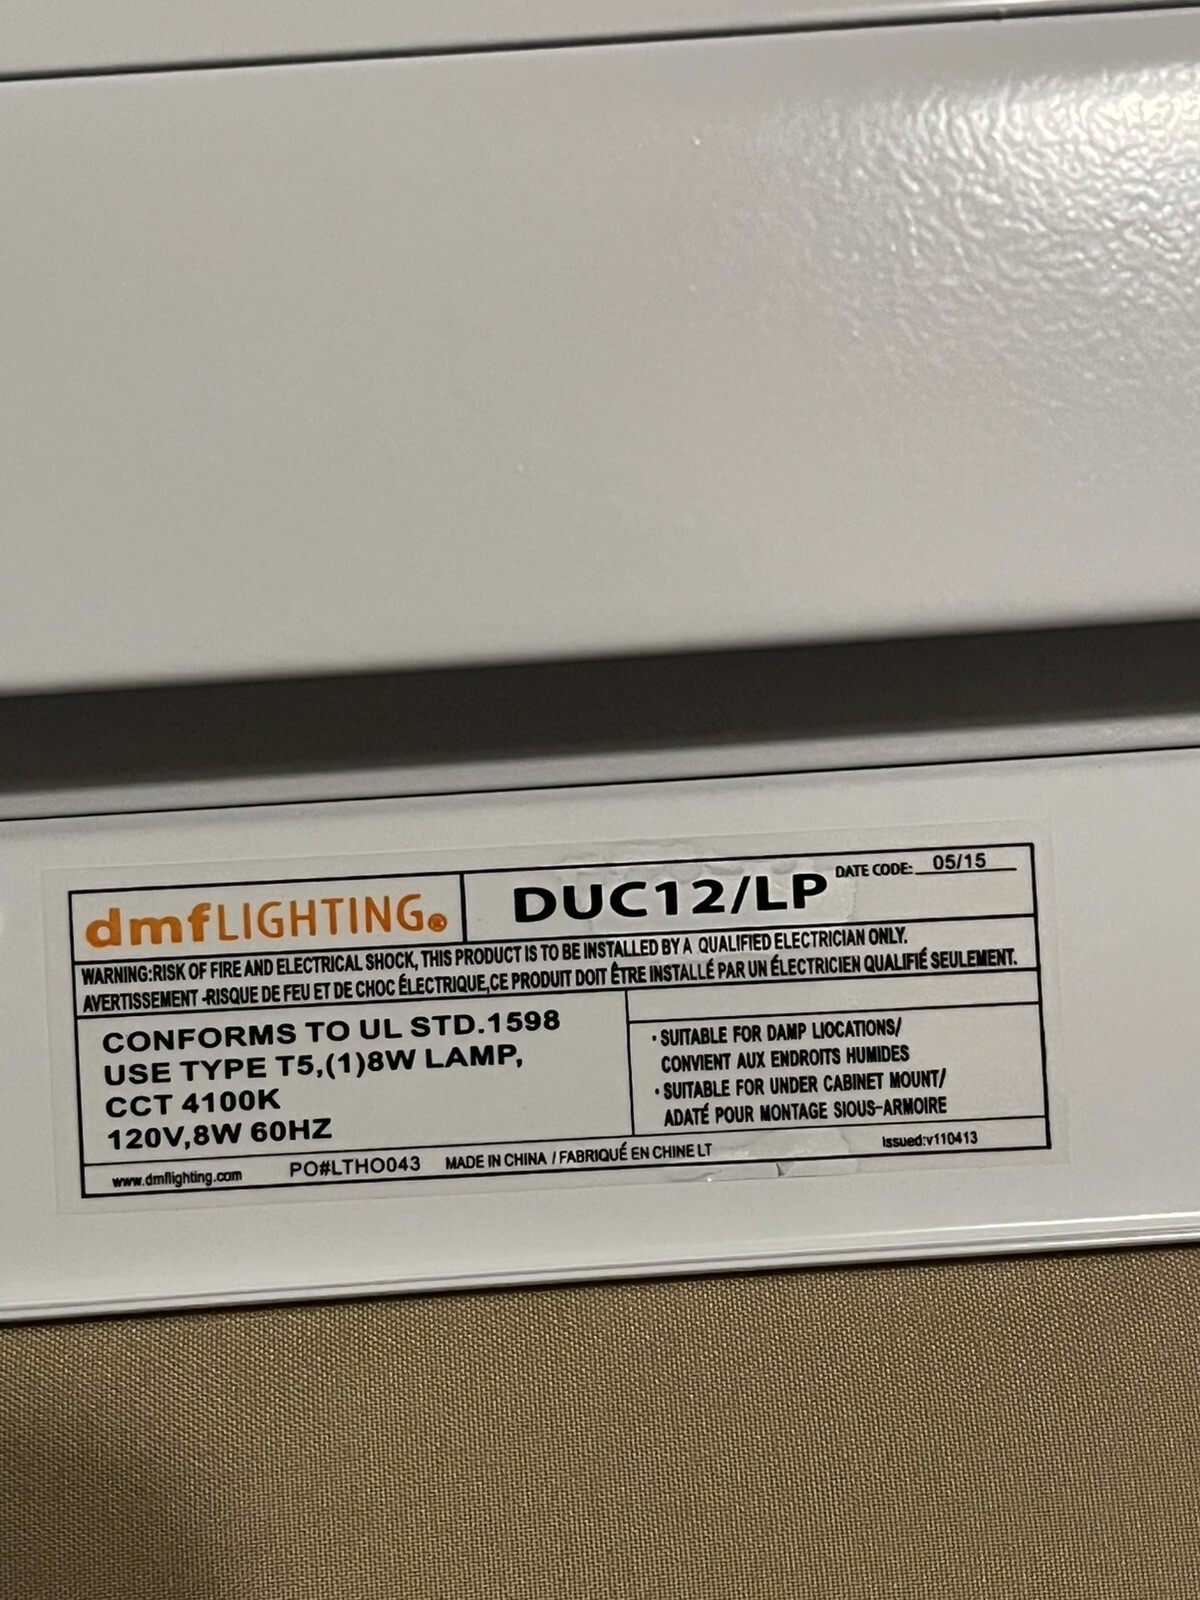 dmfLIGHTING®
DUC12/LP
DATE CODE: 05/15
WARNING:RISK OF FIRE AND ELECTRICAL SHOCK, THIS PRODUCT IS TO BE INSTALLED BY A QUALIFIED ELECTRICIAN ONLY.
AVERTISSEMENT -RISQUE DE FEU ET DE CHOC ÉLECTRIQUE,CE PRODUIT DOIT ÊTRE INSTALLÉ PAR UN ÉLECTRICIEN QUALIFIÉ SEULEMENT.
CONFORMS TO UL STD.1598
USE TYPE T5,(1)8W LAMP,
CCT 4100K
120V,8W 60HZ
• SUITABLE FOR DAMP LIOCATIONS/
CONVIENT AUX ENDROITS HUMIDES
• SUITABLE FOR UNDER CABINET MOUNT/
ADATÉ POUR MONTAGE SIOUS-ARMOIRE
www.dmflighting.com PO#LTHO043 MADE IN CHINA / FABRIQUÉ EN CHINE LT Issued:v110413